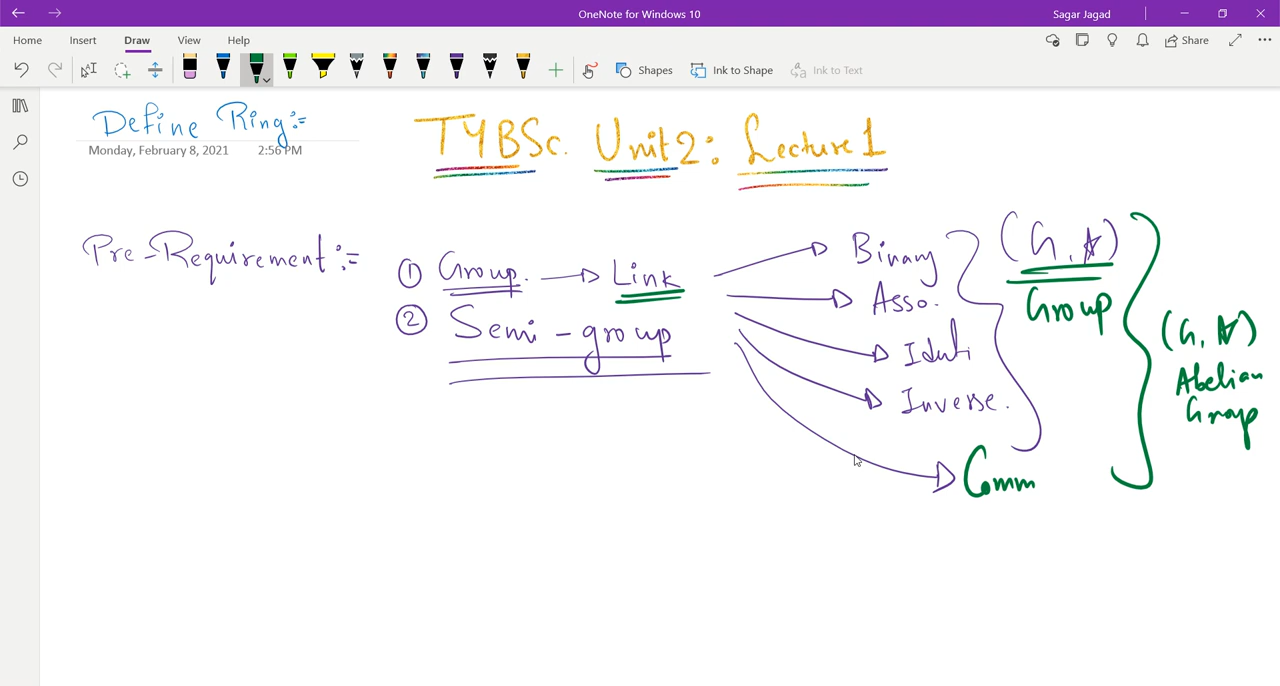 OneNote for Windows 10
Sagar Jagad
Home Insert Draw View Help
Share
Shapes Ink to Shape Ink to Text
Define Ring:=
Monday, February 8, 2021 2:56 PM
TYBSc. Unit 2: Lecture 1
Pre-Requirement:=
① Group. → Link
② Semi-group
Binary
Asso.
Identi
Inverse.
Comm
(G, *)
Group
(G, *)
Abelian
Group